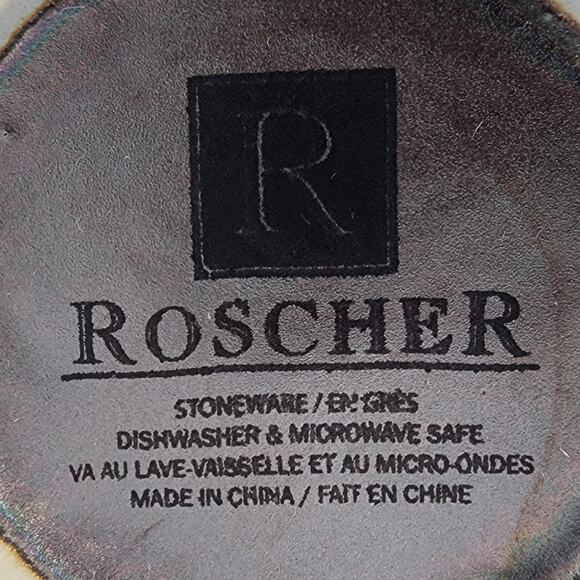 R
ROSCHER
STONEWARE / EN GRÈS
DISHWASHER & MICROWAVE SAFE
VA AU LAVE-VAISSELLE ET AU MICRO-ONDES
MADE IN CHINA / FAIT EN CHINE